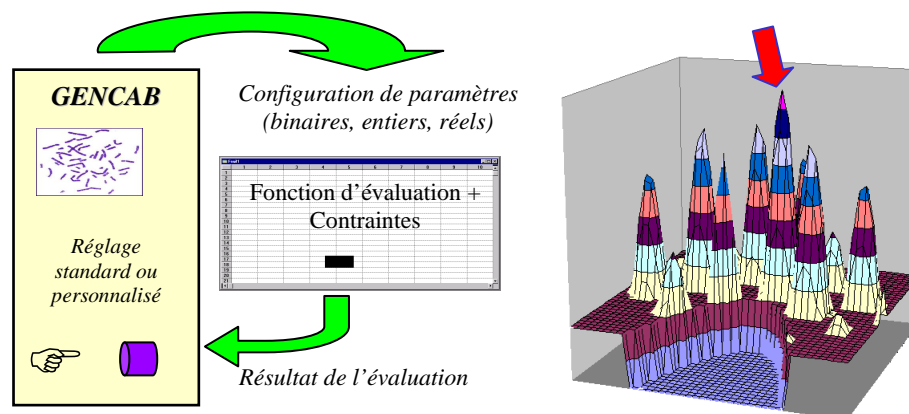 GENCAB
Réglage
standard ou
personnalisé
Configuration de paramètres
(binaires, entiers, réels)
Fonction d'évaluation +
Contraintes
Résultat de l'évaluation